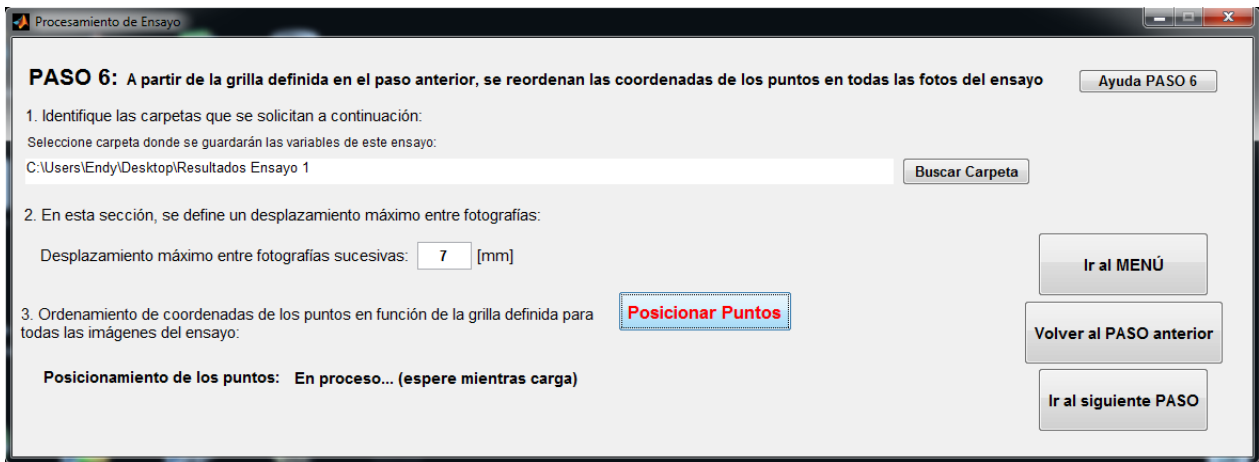 Procesamiento de Ensayo
PASO 6: A partir de la grilla definida en el paso anterior, se reordenan las coordenadas de los puntos en todas las fotos del ensayo
Ayuda PASO 6
1. Identifique las carpetas que se solicitan a continuación:
Seleccione carpeta donde se guardarán las variables de este ensayo:
C:\Users\Endy\Desktop\Resultados Ensayo 1
Buscar Carpeta
2. En esta sección, se define un desplazamiento máximo entre fotografías:
Desplazamiento máximo entre fotografías sucesivas: 7 [mm]
Ir al MENÚ
3. Ordenamiento de coordenadas de los puntos en función de la grilla definida para
todas las imágenes del ensayo:
Posicionar Puntos
Volver al PASO anterior
Posicionamiento de los puntos: En proceso... (espere mientras carga)
Ir al siguiente PASO